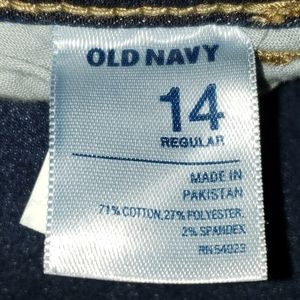 OLD NAVY
14
REGULAR
MADE IN
PAKISTAN
71% COTTON, 27% POLYESTER,
2% SPANDEX
RN 54023